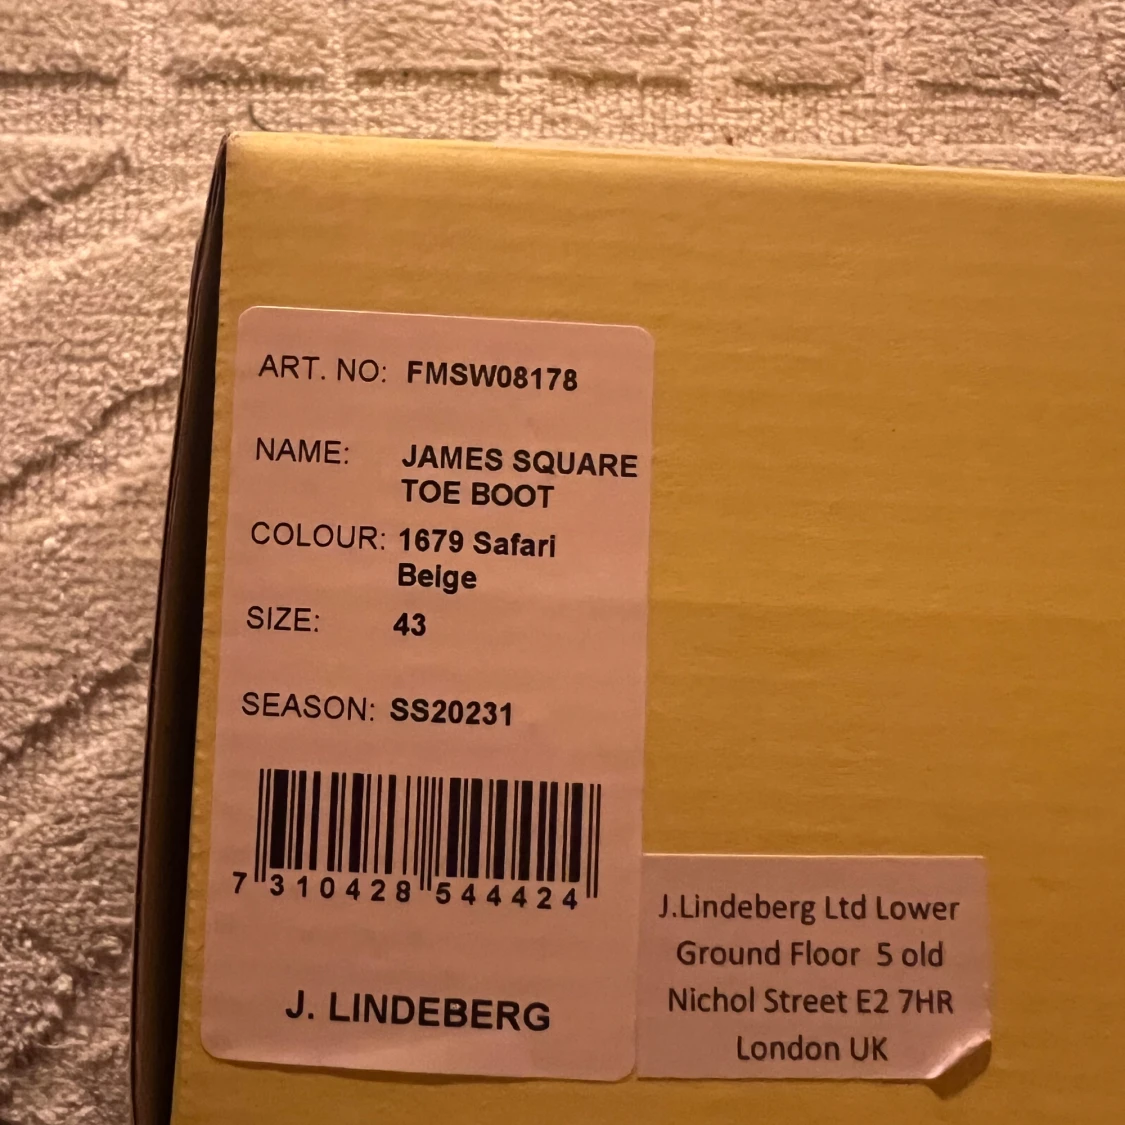 ART. NO: FMSW08178
NAME: JAMES SQUARE
TOE BOOT
COLOUR: 1679 Safari
Beige
SIZE: 43
SEASON: SS20231
7 310428 544424
J. LINDEBERG
J.Lindeberg Ltd Lower
Ground Floor 5 old
Nichol Street E2 7HR
London UK